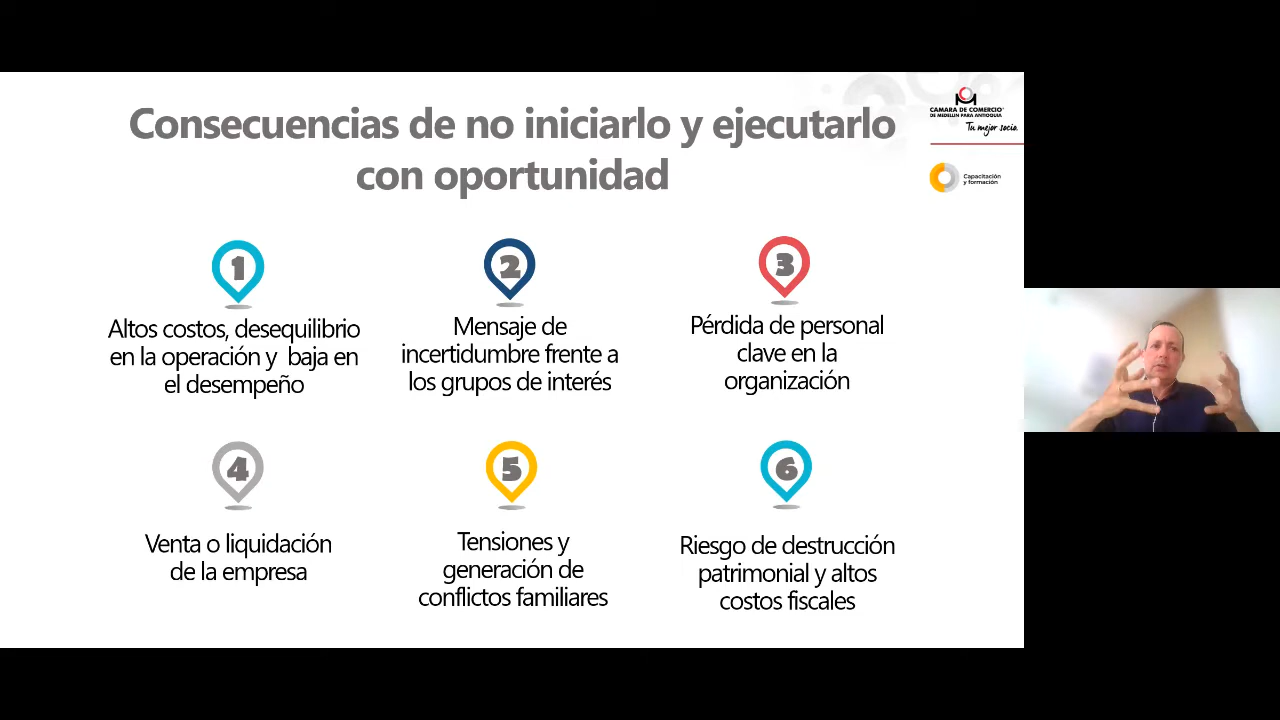 Consecuencias de no iniciarlo y ejecutarlo
con oportunidad
CAMARA DE COMERCIO
DE MEDELLIN PARA ANTIOQUIA
Tu mejor socio.
Capacitación
y formación
1
Altos costos, desequilibrio
en la operación y baja en
el desempeño
2
Mensaje de
incertidumbre frente a
los grupos de interés
3
Pérdida de personal
clave en la
organización
4
Venta o liquidación
de la empresa
5
Tensiones y
generación de
conflictos familiares
6
Riesgo de destrucción
patrimonial y altos
costos fiscales